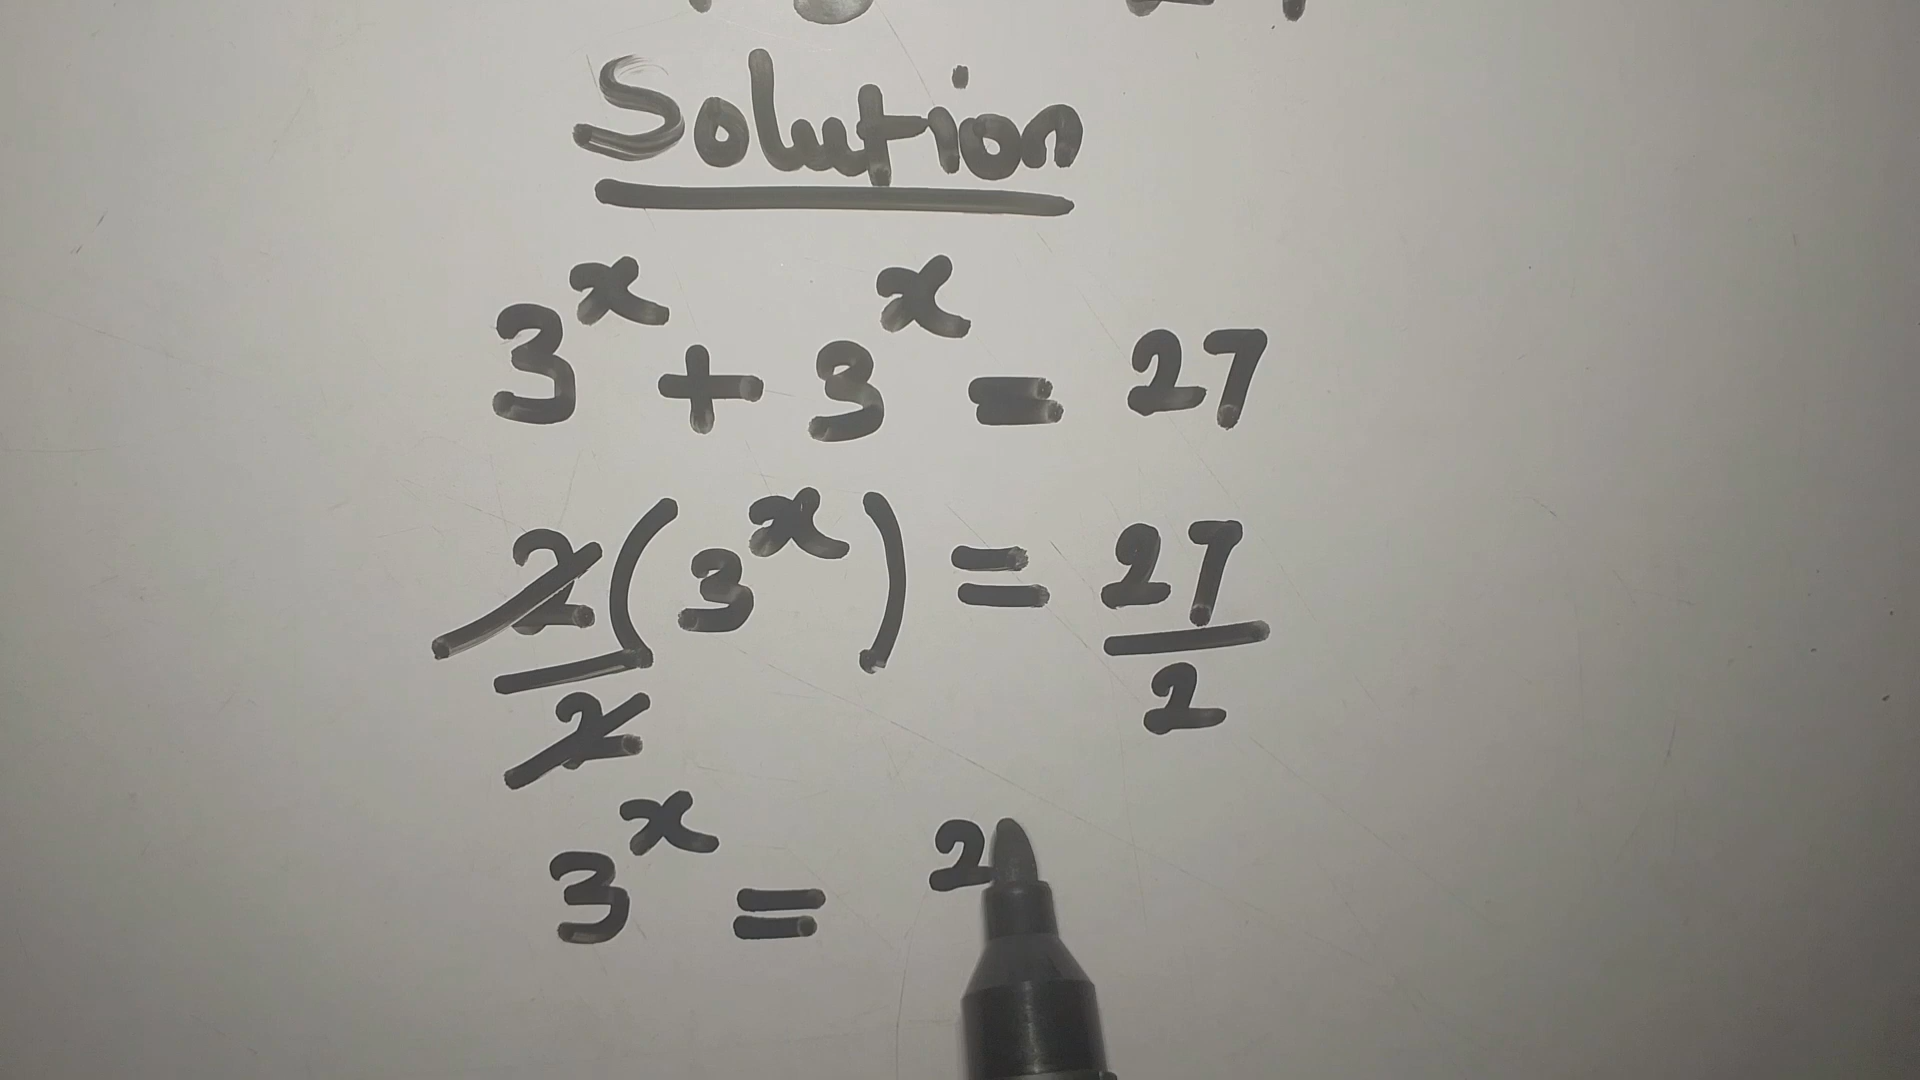 Solution
3^x + 3^x = 27
2(3^x)/2 = 27/2
3^x = 2